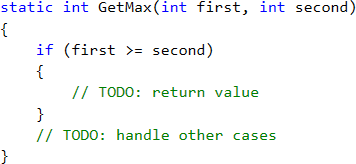 static int GetMax(int first, int second)
{
    if (first >= second)
    {
        // TODO: return value
    }
    // TODO: handle other cases
}